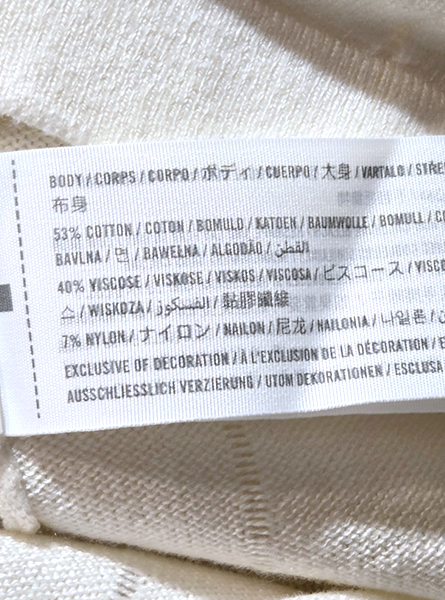 BODY / CORPS / CORPO / ボディ / CUERPO / 大身 / VARTALO / STRE
布身
53% COTTON / COTON / BOMULD / KATOEN / BAUMWOLLE / BOMULL /
BAVLNA / 면 / BAWEŁNA / ALGODÃO / القطن
40% VISCOSE / VISKOSE / VISKOS / VISCOSA / ビスコース / VISCO
스 / WISKOZA / الفسكوز / 黏膠纖維
7% NYLON / ナイロン / NAILON / 尼龙 / NAILONIA / 나일론 /
EXCLUSIVE OF DECORATION / À L'EXCLUSION DE LA DÉCORATION / E
AUSSCHLIESSLICH VERZIERUNG / UTOM DEKORATIONEN / ESCLUSA